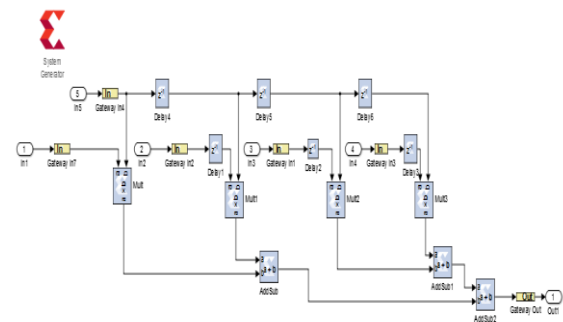 System
Generator
5
In
In5
Gateway In4
z⁻¹
Delay4
z⁻¹
Delay5
z⁻¹
Delay6
1
In
In1
Gateway In7
2
In
In2
Gateway In2
z⁻¹
Delay1
3
In
In3
Gateway In1
z⁻¹
Delay2
4
In
In4
Gateway In3
z⁻¹
Delay3
Mult
Mult1
Mult2
Mult3
a
b
a + b
AddSub
a
b
a + b
AddSub1
a
b
a + b
AddSub2
Out
Gateway Out
1
Out1